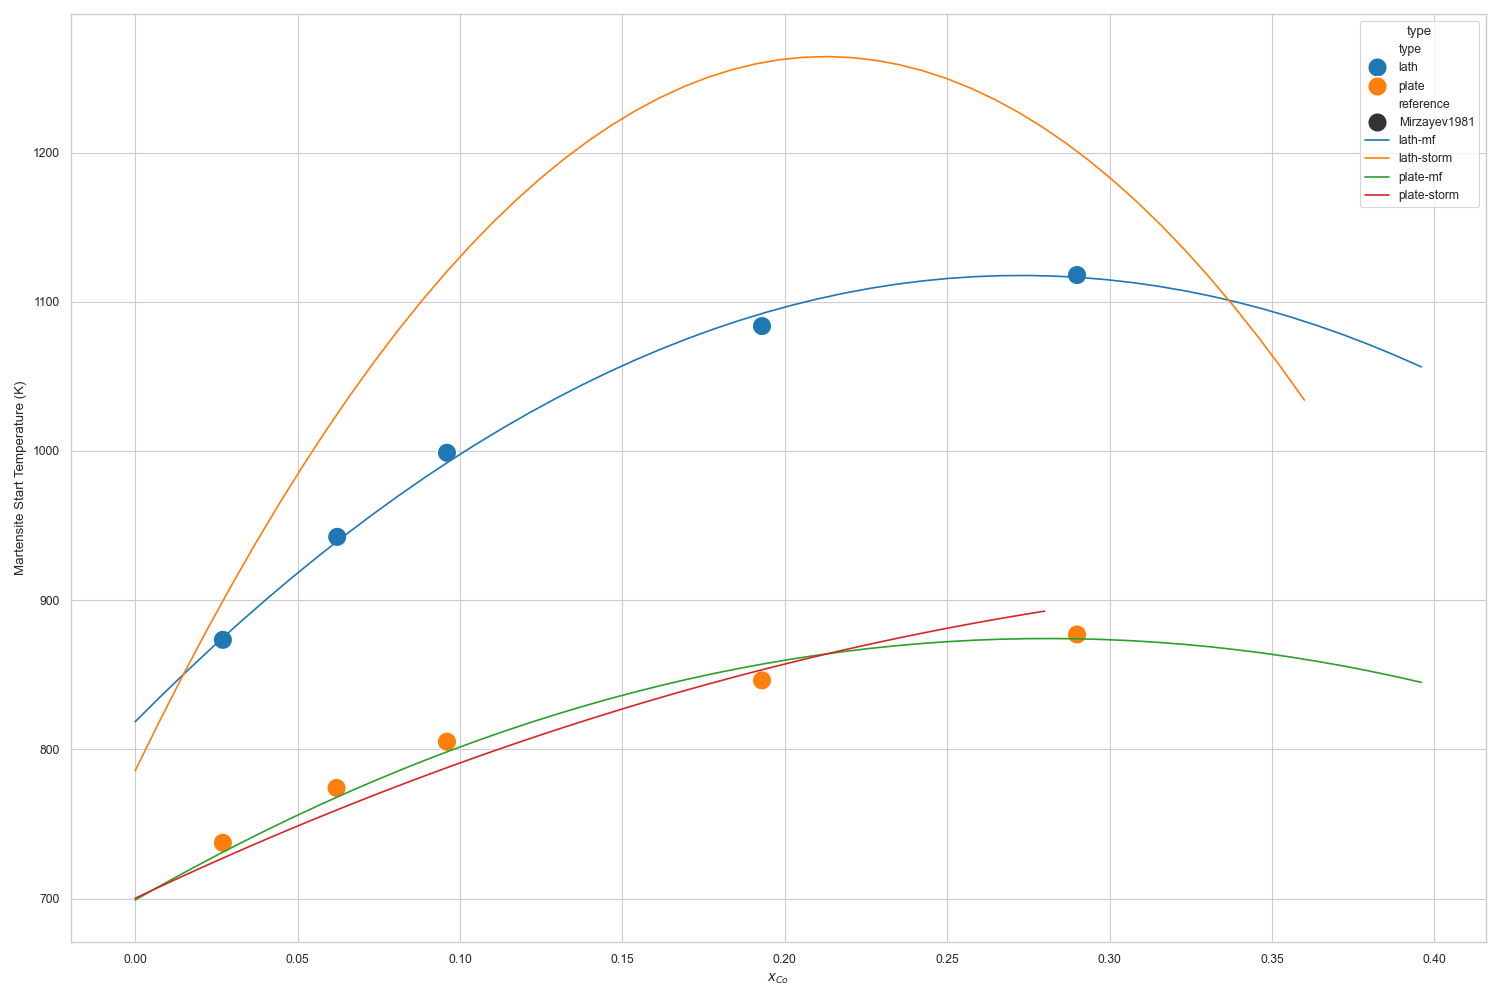 type
type
lath
plate
reference
Mirzayev1981
lath-mf
lath-storm
plate-mf
plate-storm
Martensite Start Temperature (K)
1200
1100
1000
900
800
700
0.00 0.05 0.10 0.15 0.20 0.25 0.30 0.35 0.40
x_Co